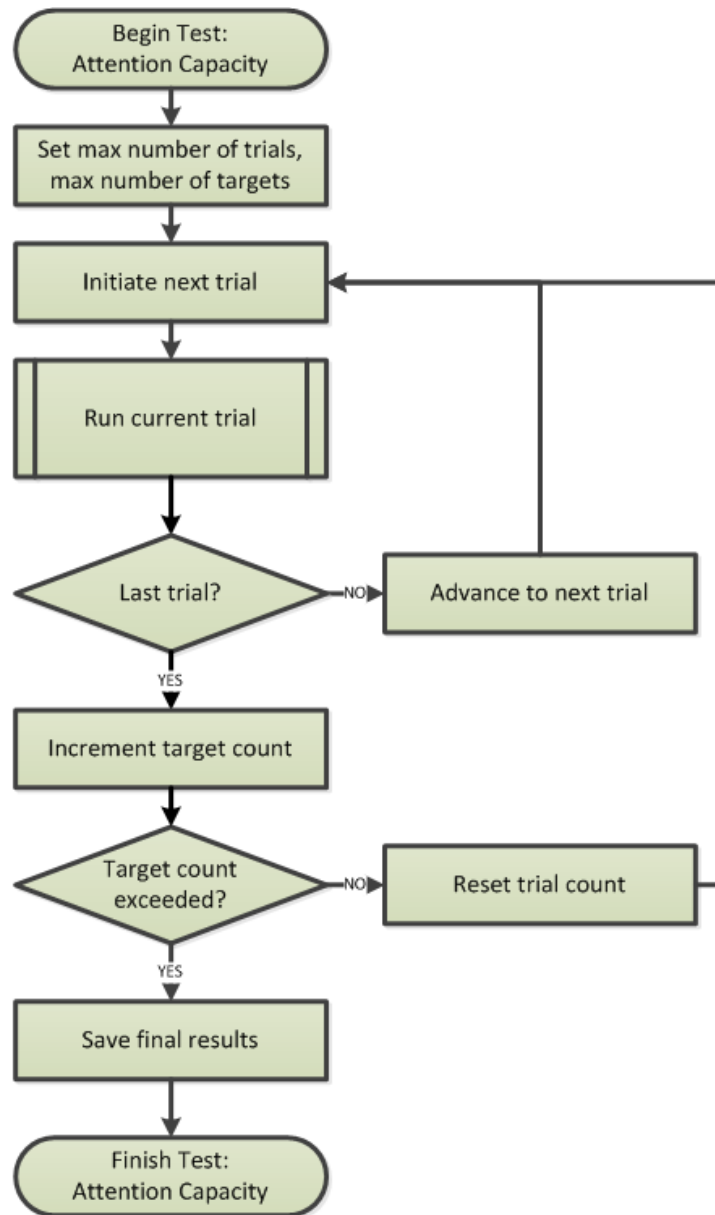 Begin Test:
Attention Capacity
Set max number of trials,
max number of targets
Initiate next trial
Run current trial
Last trial?
NO
Advance to next trial
YES
Increment target count
Target count
exceeded?
NO
Reset trial count
YES
Save final results
Finish Test:
Attention Capacity